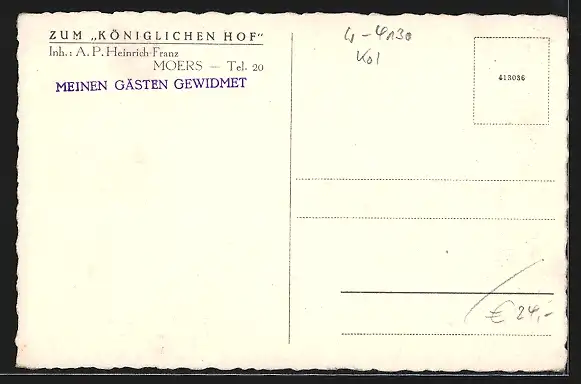 ZUM „KÖNIGLICHEN HOF“
Inh.: A. P. Heinrich Franz
MOERS — Tel. 20
MEINEN GÄSTEN GEWIDMET
4-4130
Kol
413036
€ 24,-